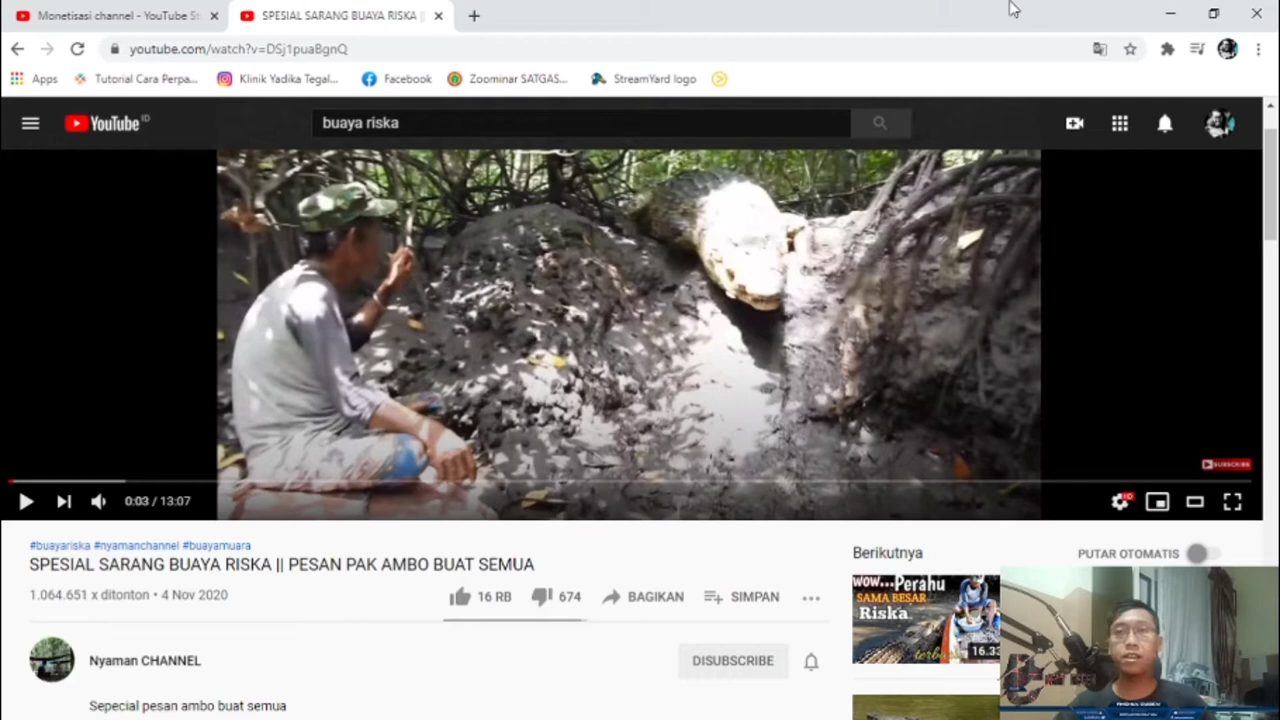 Monetisasi channel - YouTube St
SPESIAL SARANG BUAYA RISKA ||
youtube.com/watch?v=DSj1puaBgnQ
Apps
Tutorial Cara Perpa...
Klinik Yadika Tegal...
Facebook
Zoominar SATGAS...
StreamYard logo
YouTube ID
buaya riska
SUBSCRIBE
0:03 / 13:07
HD
#buayariska #nyamanchannel #buayamuara
SPESIAL SARANG BUAYA RISKA || PESAN PAK AMBO BUAT SEMUA
1.064.651 x ditonton • 4 Nov 2020
16 RB
674
BAGIKAN
SIMPAN
Nyaman CHANNEL
DISUBSCRIBE
Sepecial pesan ambo buat semua
Berikutnya
PUTAR OTOMATIS
WOW...Perahu
SAMA BESAR
Riska
16.33